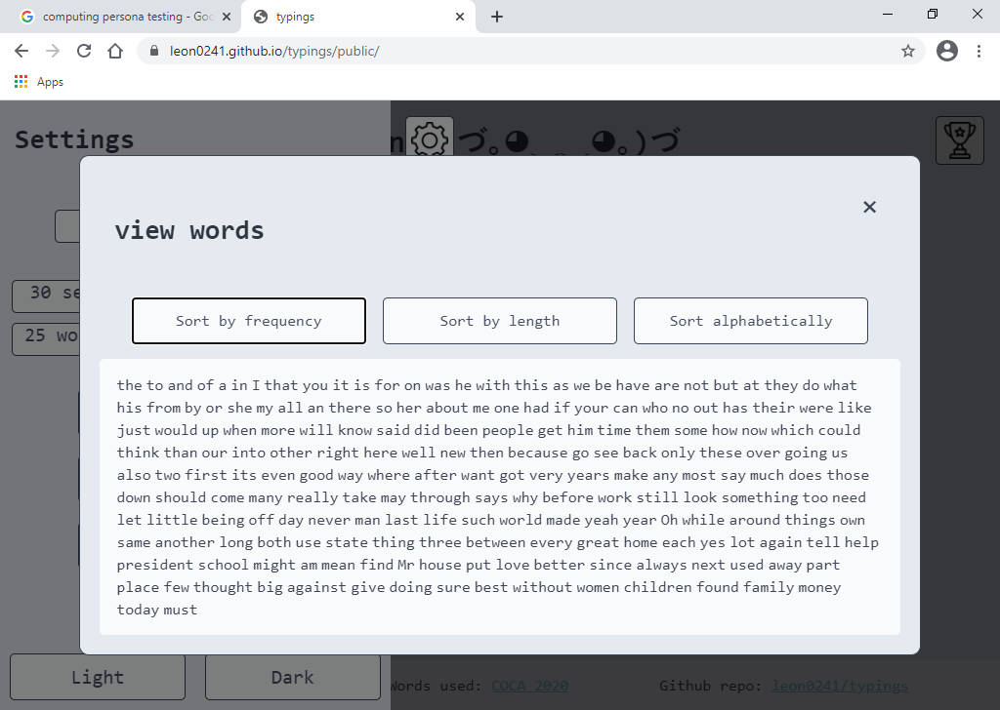 computing persona testing - Goo
typings
leon0241.github.io/typings/public/
Apps
Settings
づ｡◕ ◕｡)づ
view words
30 se
25 wo
Sort by frequency
Sort by length
Sort alphabetically
the to and of a in I that you it is for on was he with this as we be have are not but at they do what
his from by or she my all an there so her about me one had if your can who no out has their were like
just would up when more will know said did been people get him time them some how now which could
think than our into other right here well new then because go see back only these over going us
also two first its even good way where after want got very years make any most say much does those
down should come many really take may through says why before work still look something too need
let little being off day never man last life such world made yeah year Oh while around things own
same another long both use state thing three between every great home each yes lot again tell help
president school might am mean find Mr house put love better since always next used away part
place few thought big against give doing sure best without women children found family money
today must
Light
Dark
Words used: COCA 2020
Github repo: leon0241/typings